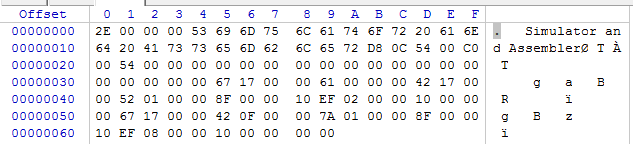 Offset 0 1 2 3 4 5 6 7 8 9 A B C D E F
00000000 2E 00 00 00 53 69 6D 75 6C 61 74 6F 72 20 61 6E . Simulator an
00000010 64 20 41 73 73 65 6D 62 6C 65 72 D8 0C 54 00 C0 d AssemblerØ T À
00000020 00 54 00 00 00 00 00 00 00 00 00 00 00 00 00 00 T
00000030 00 00 00 00 00 67 17 00 00 61 00 00 00 42 17 00 g a B
00000040 00 52 01 00 00 8F 00 00 10 EF 02 00 00 10 00 00 R ï
00000050 00 67 17 00 00 42 0F 00 00 7A 01 00 00 8F 00 00 g B z
00000060 10 EF 08 00 00 10 00 00 00 00 ï